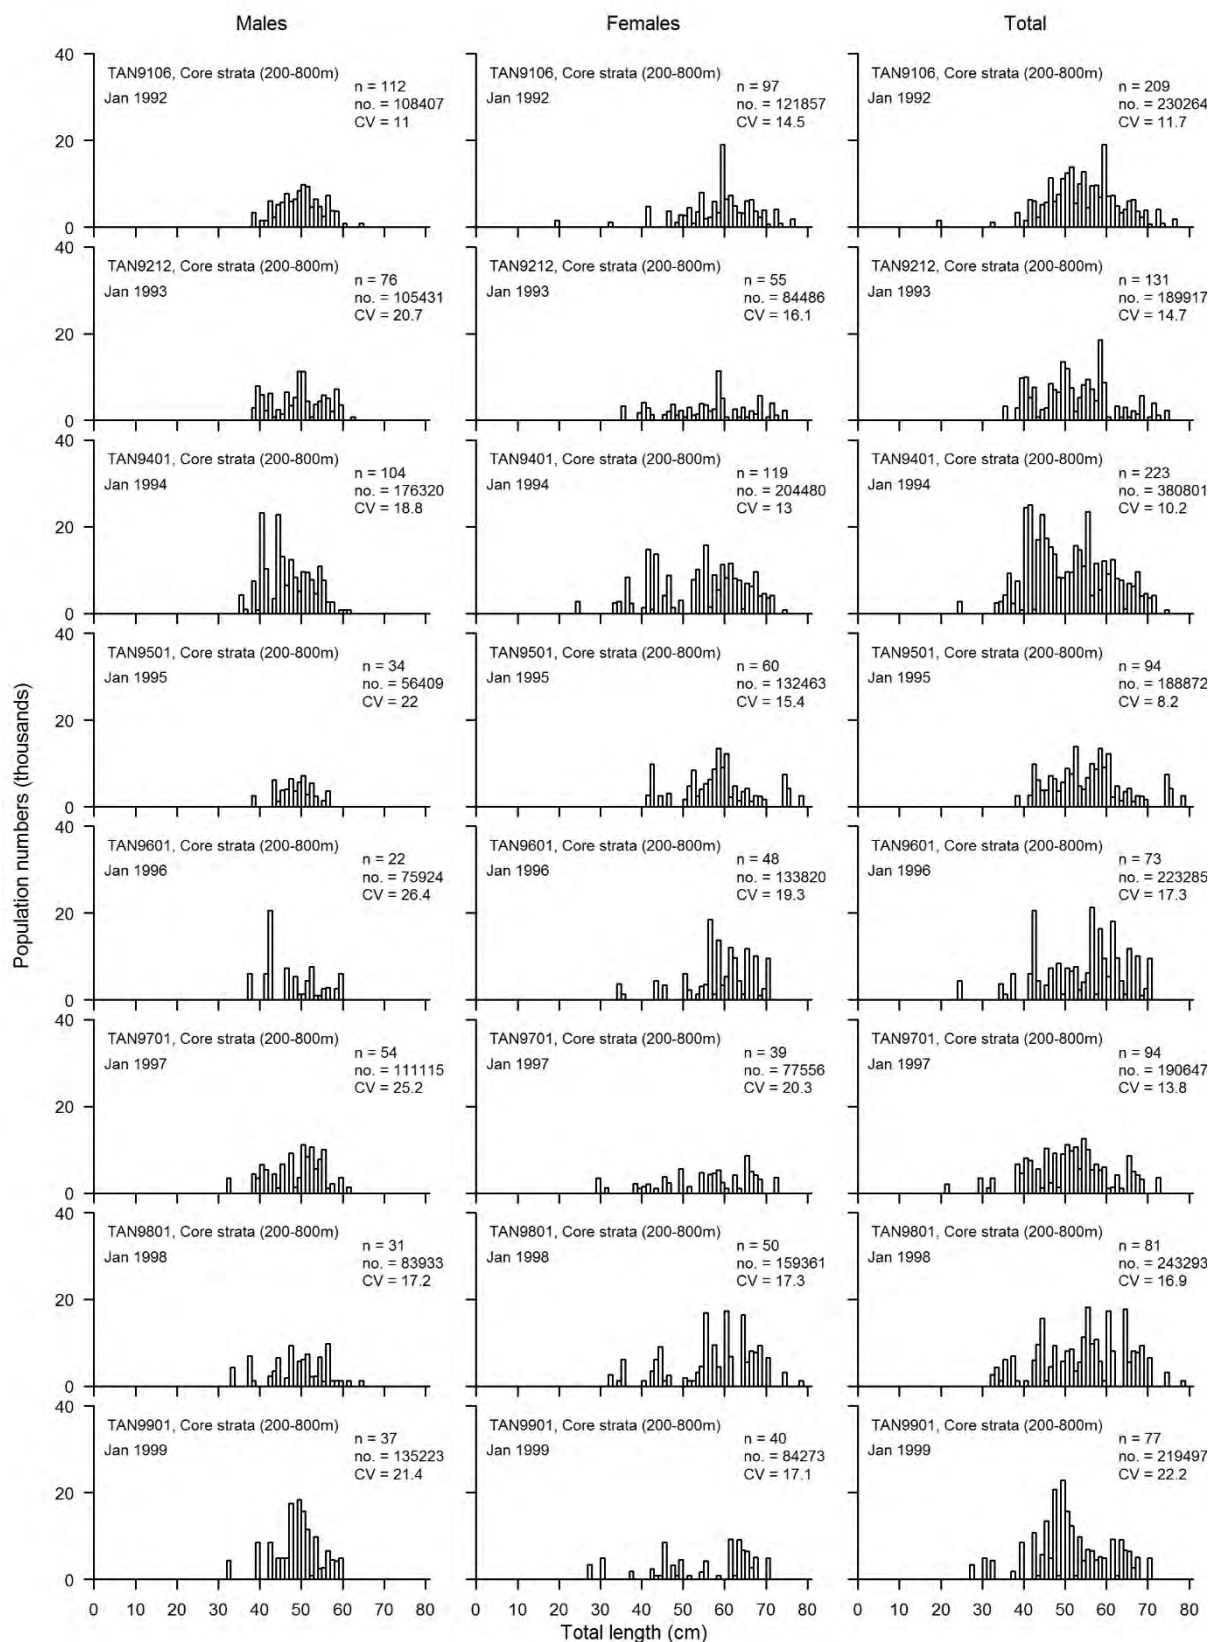 Males
Females
Total
40
TAN9106, Core strata (200-800m)
Jan 1992
n = 112
no. = 108407
CV = 11
TAN9106, Core strata (200-800m)
Jan 1992
n = 97
no. = 121857
CV = 14.5
TAN9106, Core strata (200-800m)
Jan 1992
n = 209
no. = 230264
CV = 11.7
20
0
40
TAN9212, Core strata (200-800m)
Jan 1993
n = 76
no. = 105431
CV = 20.7
TAN9212, Core strata (200-800m)
Jan 1993
n = 55
no. = 84486
CV = 16.1
TAN9212, Core strata (200-800m)
Jan 1993
n = 131
no. = 189917
CV = 14.7
20
0
40
TAN9401, Core strata (200-800m)
Jan 1994
n = 104
no. = 176320
CV = 18.8
TAN9401, Core strata (200-800m)
Jan 1994
n = 119
no. = 204480
CV = 13
TAN9401, Core strata (200-800m)
Jan 1994
n = 223
no. = 380801
CV = 10.2
20
0
40
TAN9501, Core strata (200-800m)
Jan 1995
n = 34
no. = 56409
CV = 22
TAN9501, Core strata (200-800m)
Jan 1995
n = 60
no. = 132463
CV = 15.4
TAN9501, Core strata (200-800m)
Jan 1995
n = 94
no. = 188872
CV = 8.2
20
0
Population numbers (thousands)
40
TAN9601, Core strata (200-800m)
Jan 1996
n = 22
no. = 75924
CV = 26.4
TAN9601, Core strata (200-800m)
Jan 1996
n = 48
no. = 133820
CV = 19.3
TAN9601, Core strata (200-800m)
Jan 1996
n = 73
no. = 223285
CV = 17.3
20
0
40
TAN9701, Core strata (200-800m)
Jan 1997
n = 54
no. = 111115
CV = 25.2
TAN9701, Core strata (200-800m)
Jan 1997
n = 39
no. = 77556
CV = 20.3
TAN9701, Core strata (200-800m)
Jan 1997
n = 94
no. = 190647
CV = 13.8
20
0
40
TAN9801, Core strata (200-800m)
Jan 1998
n = 31
no. = 83933
CV = 17.2
TAN9801, Core strata (200-800m)
Jan 1998
n = 50
no. = 159361
CV = 17.3
TAN9801, Core strata (200-800m)
Jan 1998
n = 81
no. = 243293
CV = 16.9
20
0
40
TAN9901, Core strata (200-800m)
Jan 1999
n = 37
no. = 135223
CV = 21.4
TAN9901, Core strata (200-800m)
Jan 1999
n = 40
no. = 84273
CV = 17.1
TAN9901, Core strata (200-800m)
Jan 1999
n = 77
no. = 219497
CV = 22.2
20
0
0 10 20 30 40 50 60 70 80 0 10 20 30 40 50 60 70 80 0 10 20 30 40 50 60 70 80
Total length (cm)